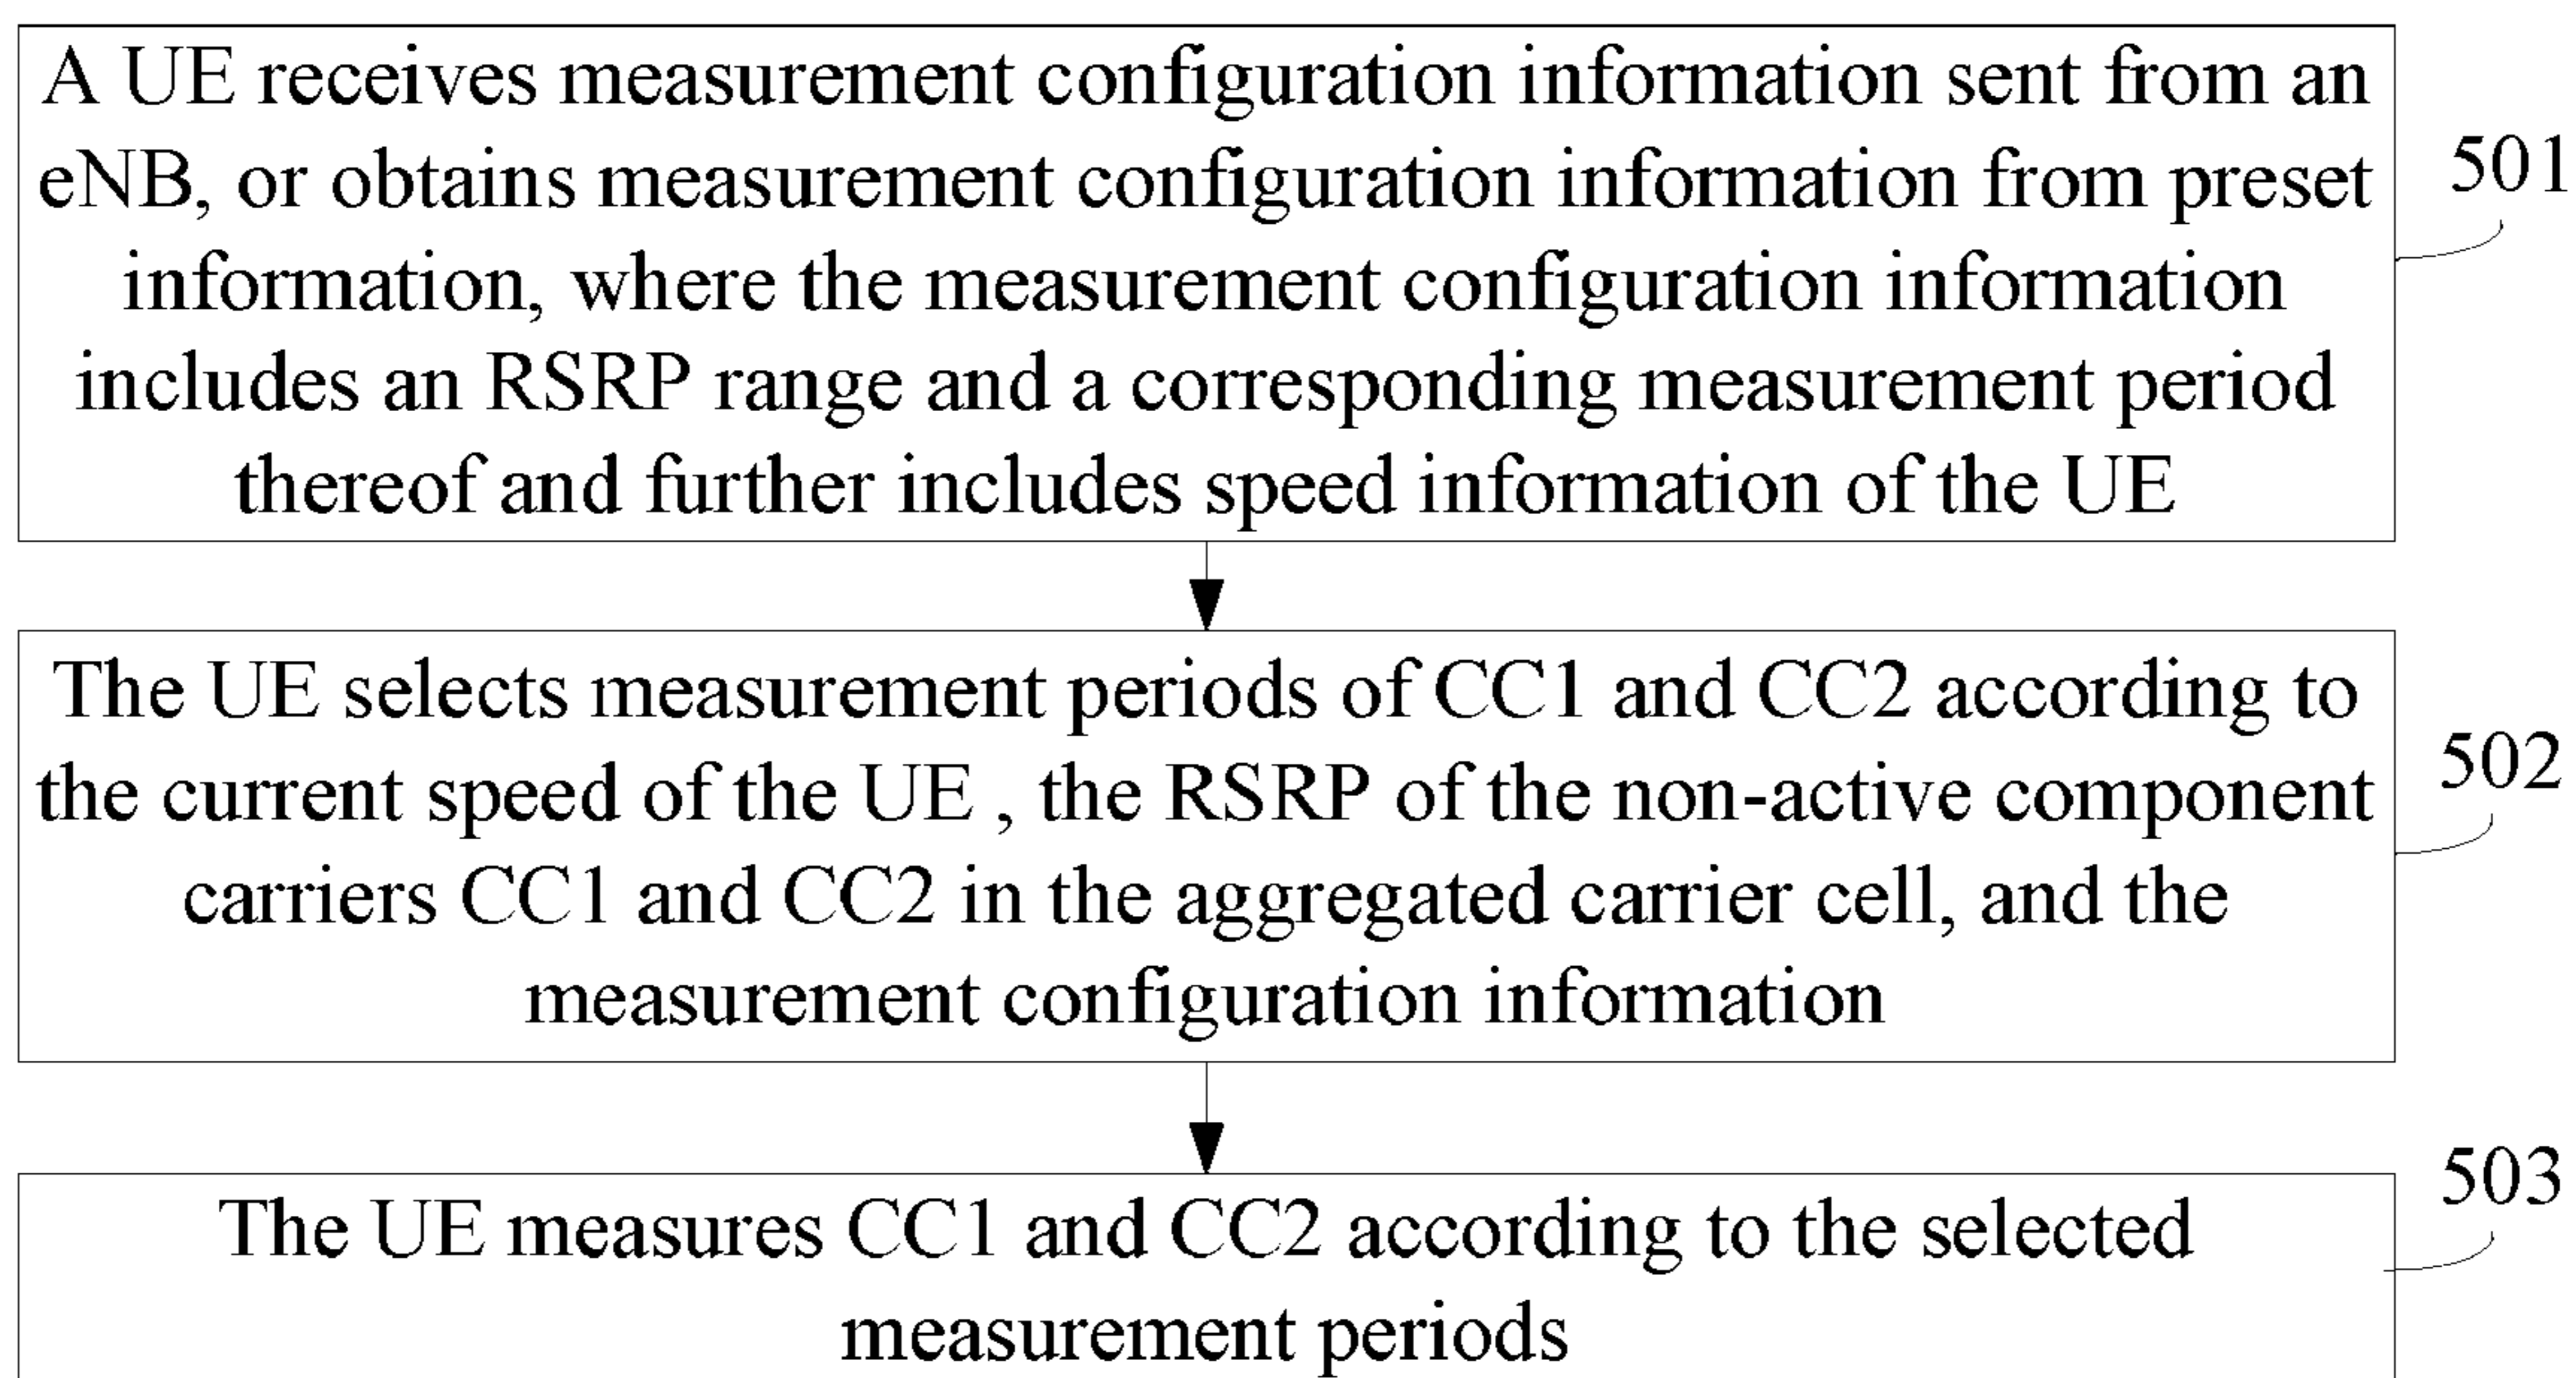 A UE receives measurement configuration information sent from an
eNB, or obtains measurement configuration information from preset
information, where the measurement configuration information
includes an RSRP range and a corresponding measurement period
thereof and further includes speed information of the UE
501
The UE selects measurement periods of CC1 and CC2 according to
the current speed of the UE , the RSRP of the non-active component
carriers CC1 and CC2 in the aggregated carrier cell, and the
measurement configuration information
502
The UE measures CC1 and CC2 according to the selected
measurement periods
503